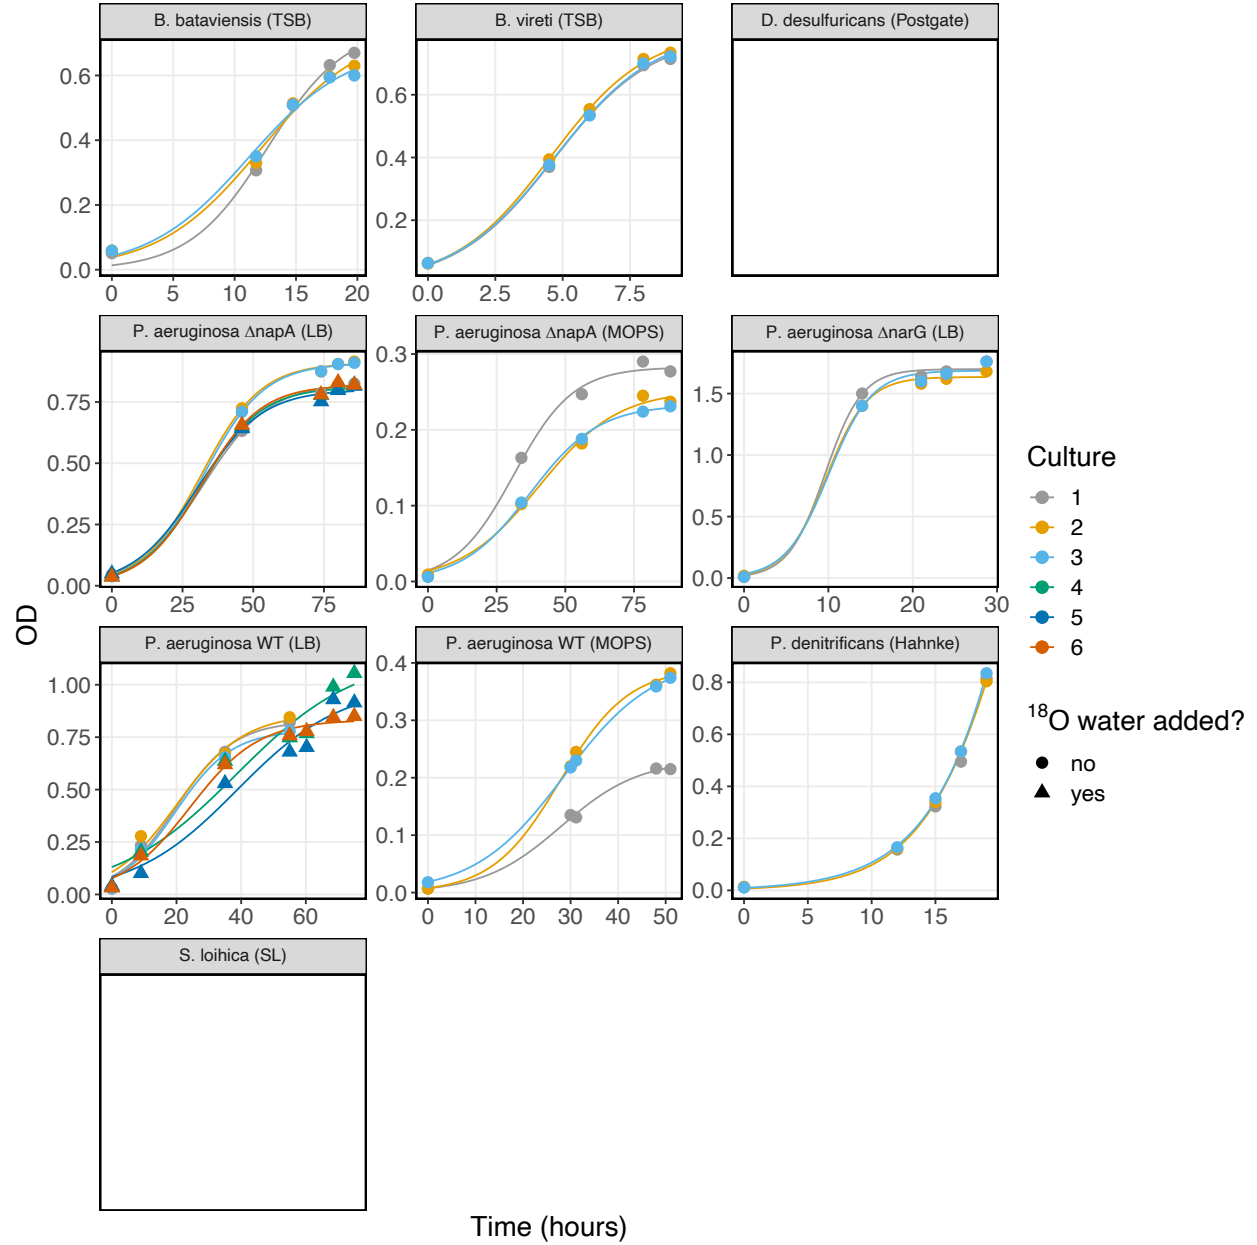 B. bataviensis (TSB)
B. vireti (TSB)
D. desulfuricans (Postgate)
0.6
0.4
0.2
0.0
0 5 10 15 20
0.6
0.4
0.2
0.0 2.5 5.0 7.5
P. aeruginosa ΔnapA (LB)
P. aeruginosa ΔnapA (MOPS)
P. aeruginosa ΔnarG (LB)
0.75
0.50
0.25
0.00
0 25 50 75
0.3
0.2
0.1
0.0
0 25 50 75
1.5
1.0
0.5
0.0
0 10 20 30
P. aeruginosa WT (LB)
P. aeruginosa WT (MOPS)
P. denitrificans (Hahnke)
1.00
0.75
0.50
0.25
0.00
0 20 40 60
0.4
0.3
0.2
0.1
0.0
0 10 20 30 40 50
0.8
0.6
0.4
0.2
0.0
0 5 10 15
S. loihica (SL)
OD
Time (hours)
Culture
1
2
3
4
5
6
¹⁸O water added?
no
yes